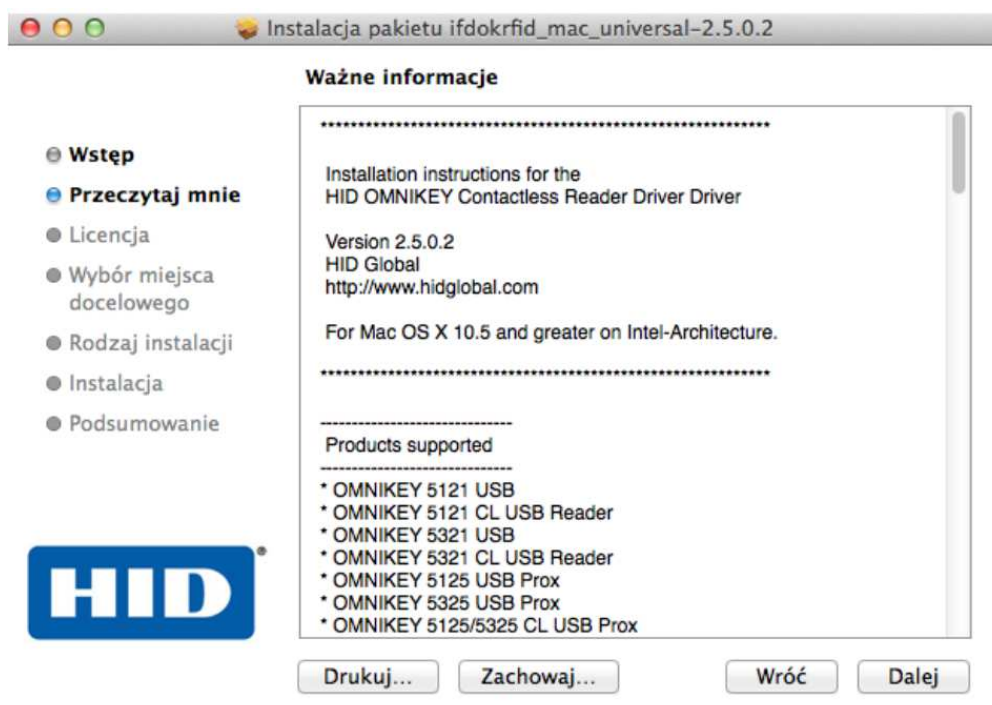 Instalacja pakietu ifdokrfid_mac_universal-2.5.0.2
Ważne informacje
Wstęp
Przeczytaj mnie
Licencja
Wybór miejsca
docelowego
Rodzaj instalacji
Instalacja
Podsumowanie
HID®
*************************************************************
Installation instructions for the
HID OMNIKEY Contactless Reader Driver Driver
Version 2.5.0.2
HID Global
http://www.hidglobal.com
For Mac OS X 10.5 and greater on Intel-Architecture.
*************************************************************
-------------------------------
Products supported
-------------------------------
* OMNIKEY 5121 USB
* OMNIKEY 5121 CL USB Reader
* OMNIKEY 5321 USB
* OMNIKEY 5321 CL USB Reader
* OMNIKEY 5125 USB Prox
* OMNIKEY 5325 USB Prox
* OMNIKEY 5125/5325 CL USB Prox
Drukuj... Zachowaj... Wróć Dalej